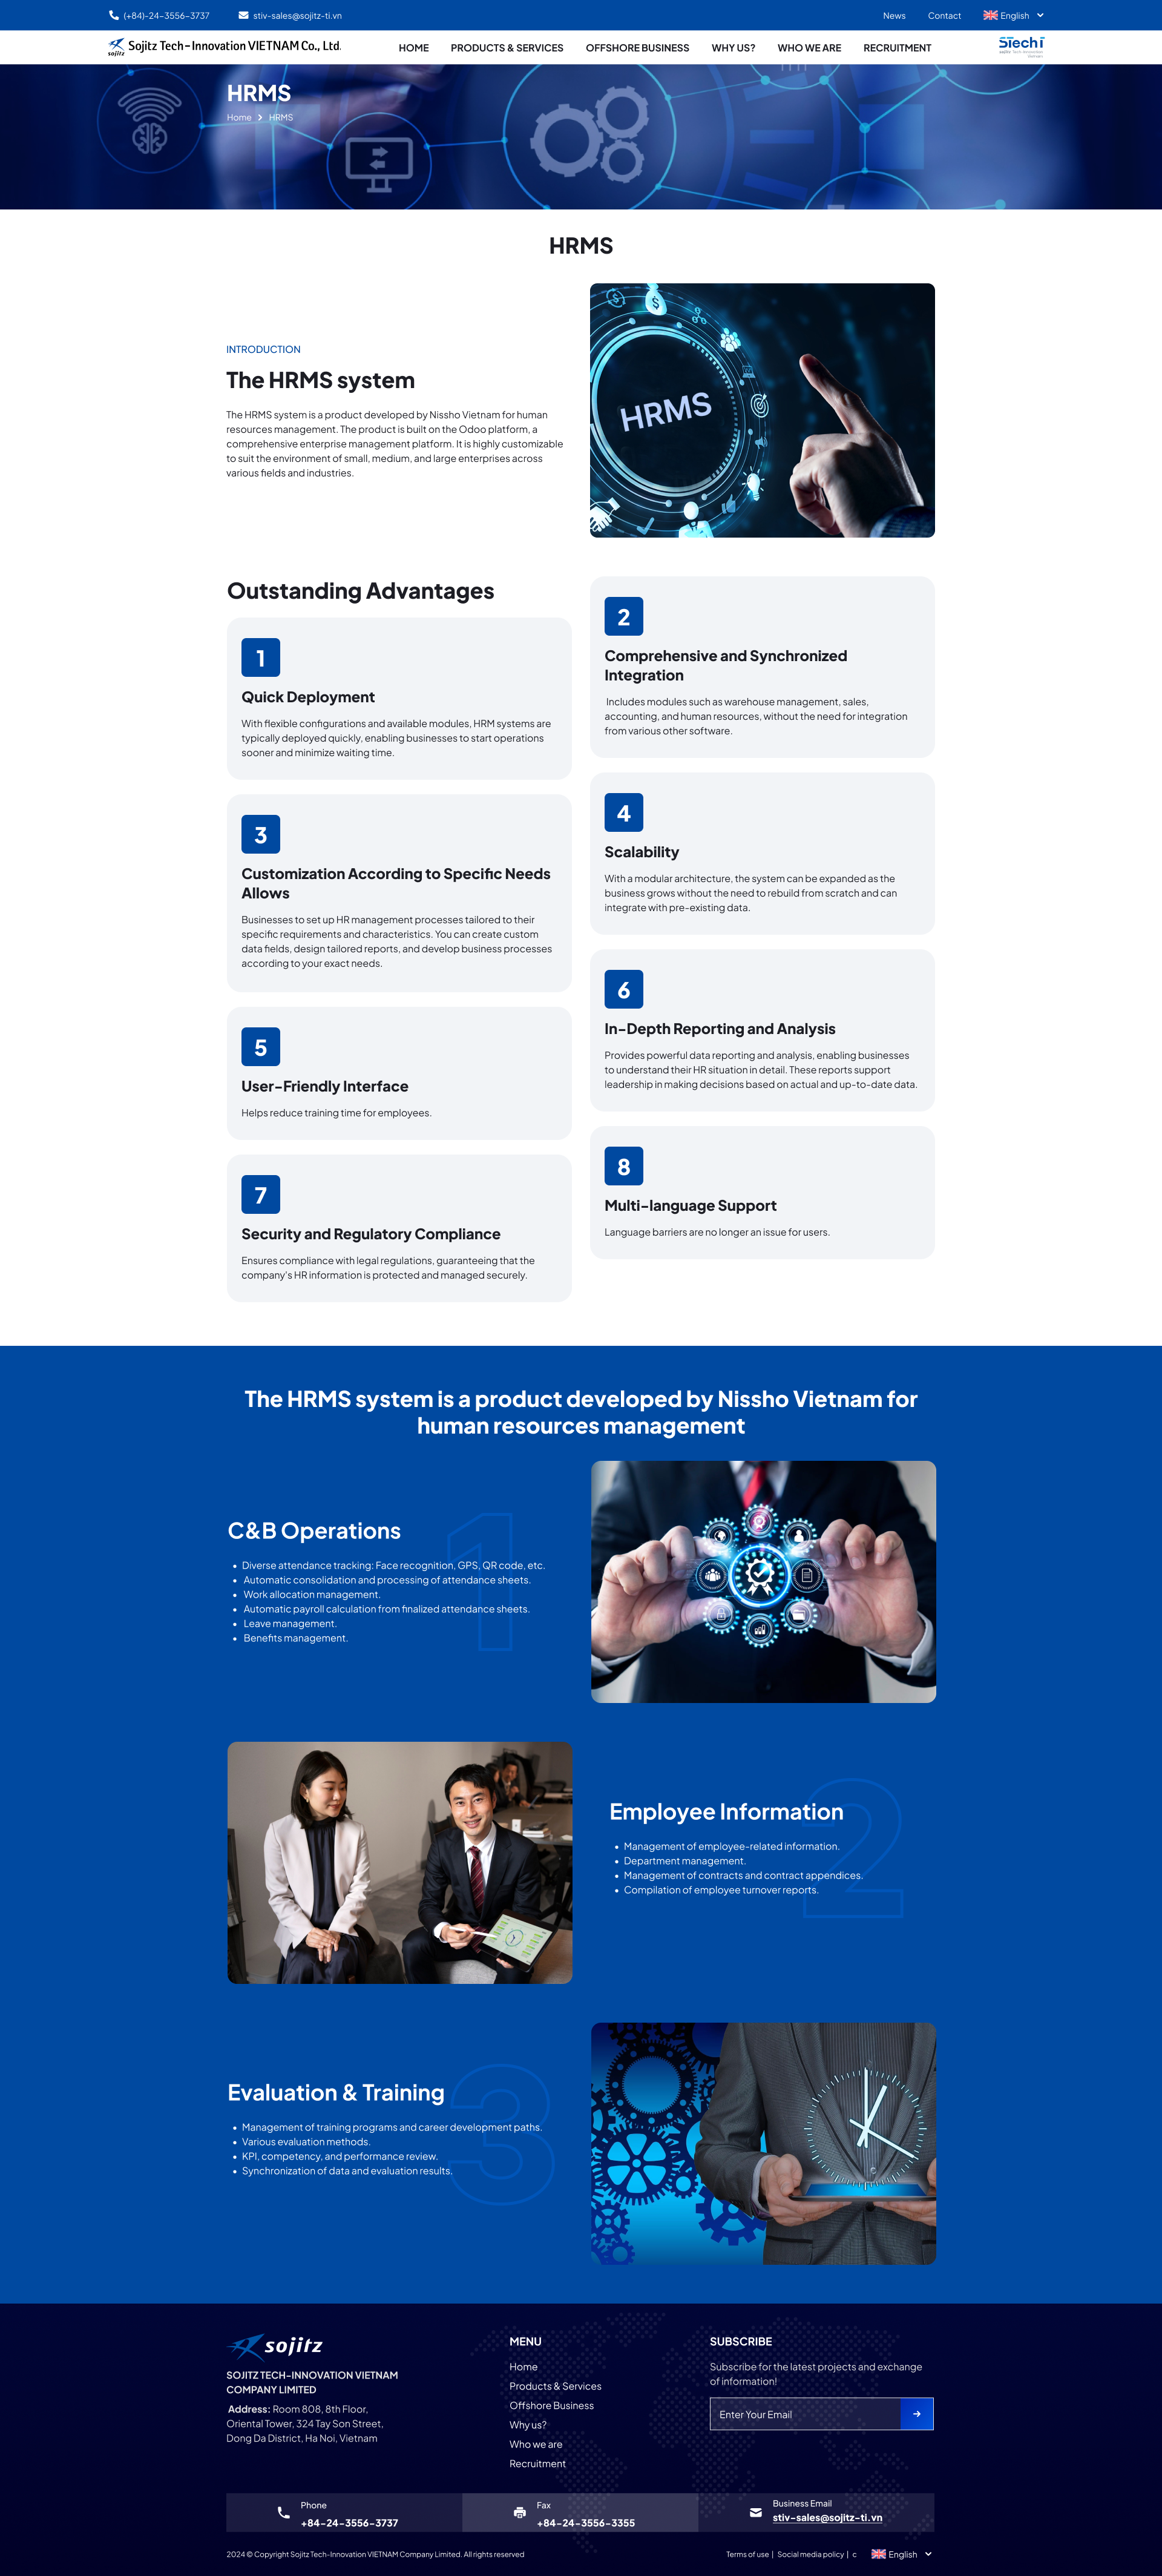 (+84)-24-3556-3737
stiv-sales@sojitz-ti.vn
News
Contact
English
sojitz
Sojitz Tech-Innovation VIETNAM Co., Ltd.
HOME
PRODUCTS & SERVICES
OFFSHORE BUSINESS
WHY US?
WHO WE ARE
RECRUITMENT
HRMS
Home > HRMS
HRMS
INTRODUCTION
The HRMS system
The HRMS system is a product developed by Nissho Vietnam for human
resources management. The product is built on the Odoo platform, a
comprehensive enterprise management platform. It is highly customizable
to suit the environment of small, medium, and large enterprises across
various fields and industries.
HRMS
Outstanding Advantages
1
Quick Deployment
With flexible configurations and available modules, HRM systems are
typically deployed quickly, enabling businesses to start operations
sooner and minimize waiting time.
2
Comprehensive and Synchronized
Integration
Includes modules such as warehouse management, sales,
accounting, and human resources, without the need for integration
from various other software.
3
Customization According to Specific Needs
Allows
Businesses to set up HR management processes tailored to their
specific requirements and characteristics. You can create custom
data fields, design tailored reports, and develop business processes
according to your exact needs.
4
Scalability
With a modular architecture, the system can be expanded as the
business grows without the need to rebuild from scratch and can
integrate with pre-existing data.
5
User-Friendly Interface
Helps reduce training time for employees.
6
In-Depth Reporting and Analysis
Provides powerful data reporting and analysis, enabling businesses
to understand their HR situation in detail. These reports support
leadership in making decisions based on actual and up-to-date data.
7
Security and Regulatory Compliance
Ensures compliance with legal regulations, guaranteeing that the
company's HR information is protected and managed securely.
8
Multi-language Support
Language barriers are no longer an issue for users.
The HRMS system is a product developed by Nissho Vietnam for
human resources management
1
C&B Operations
• Diverse attendance tracking: Face recognition, GPS, QR code, etc.
• Automatic consolidation and processing of attendance sheets.
• Work allocation management.
• Automatic payroll calculation from finalized attendance sheets.
• Leave management.
• Benefits management.
2
Employee Information
• Management of employee-related information.
• Department management.
• Management of contracts and contract appendices.
• Compilation of employee turnover reports.
3
Evaluation & Training
• Management of training programs and career development paths.
• Various evaluation methods.
• KPI, competency, and performance review.
• Synchronization of data and evaluation results.
sojitz
SOJITZ TECH-INNOVATION VIETNAM
COMPANY LIMITED
Address: Room 808, 8th Floor,
Oriental Tower, 324 Tay Son Street,
Dong Da District, Ha Noi, Vietnam
MENU
Home
Products & Services
Offshore Business
Why us?
Who we are
Recruitment
SUBSCRIBE
Subscribe for the latest projects and exchange
of information!
Enter Your Email
Phone
+84-24-3556-3737
Fax
+84-24-3556-3355
Business Email
stiv-sales@sojitz-ti.vn
2024 © Copyright Sojitz Tech-Innovation VIETNAM Company Limited. All rights reserved
Terms of use | Social media policy | c
English